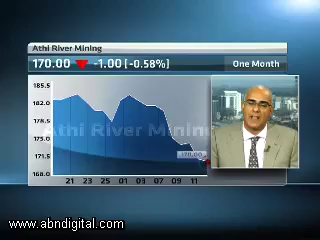 Athi River Mining
170.00 -1.00 [-0.58%] One Month
185.5
182.0
178.5
175.0
171.5
168.0
Athi River Mining
170.00
21 23 25 01 03 07 09 11
www.abndigital.com